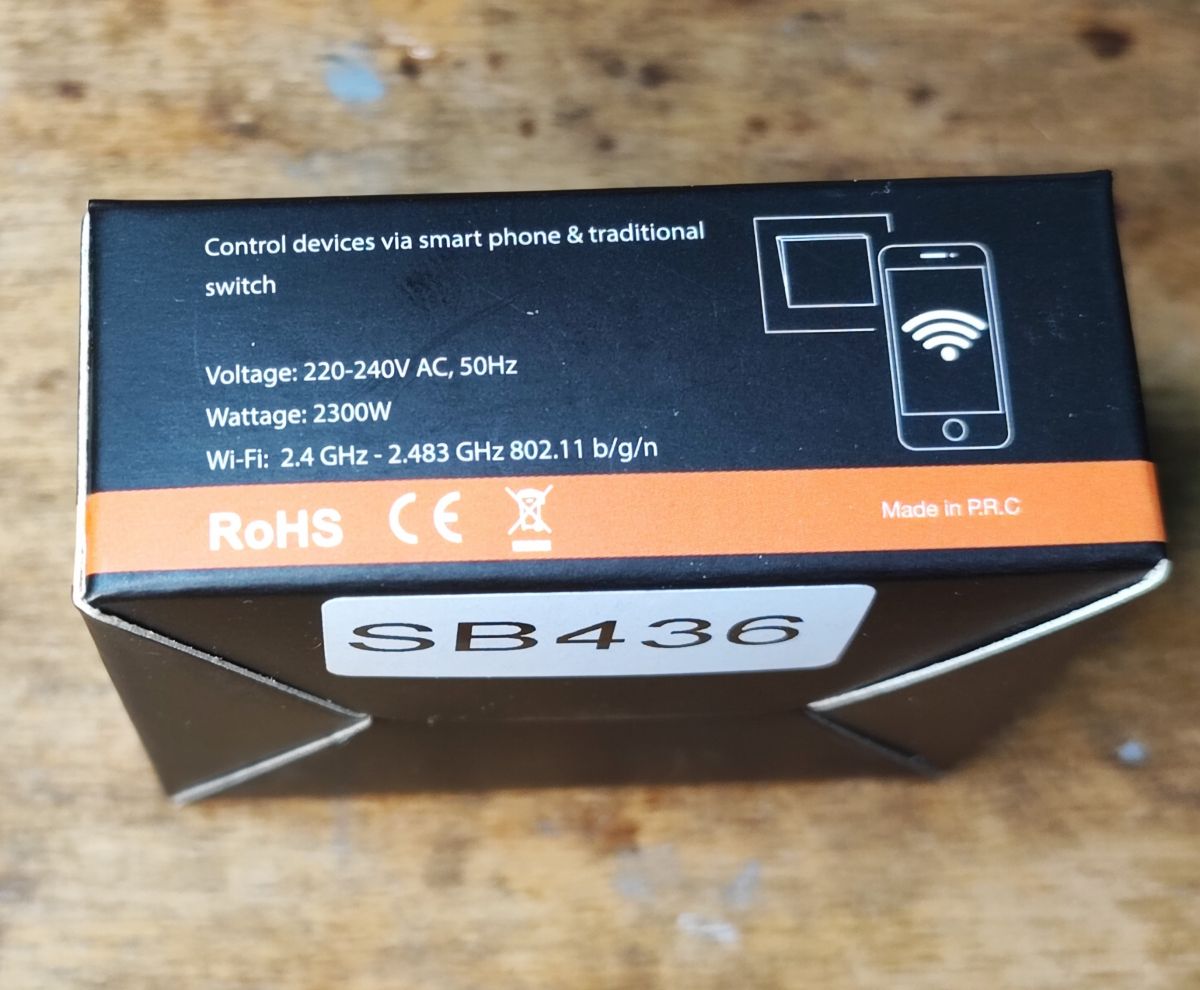 Control devices via smart phone & traditional
switch
Voltage: 220-240V AC, 50Hz
Wattage: 2300W
Wi-Fi: 2.4 GHz - 2.483 GHz 802.11 b/g/n
RoHS CE Made in P.R.C
SB436